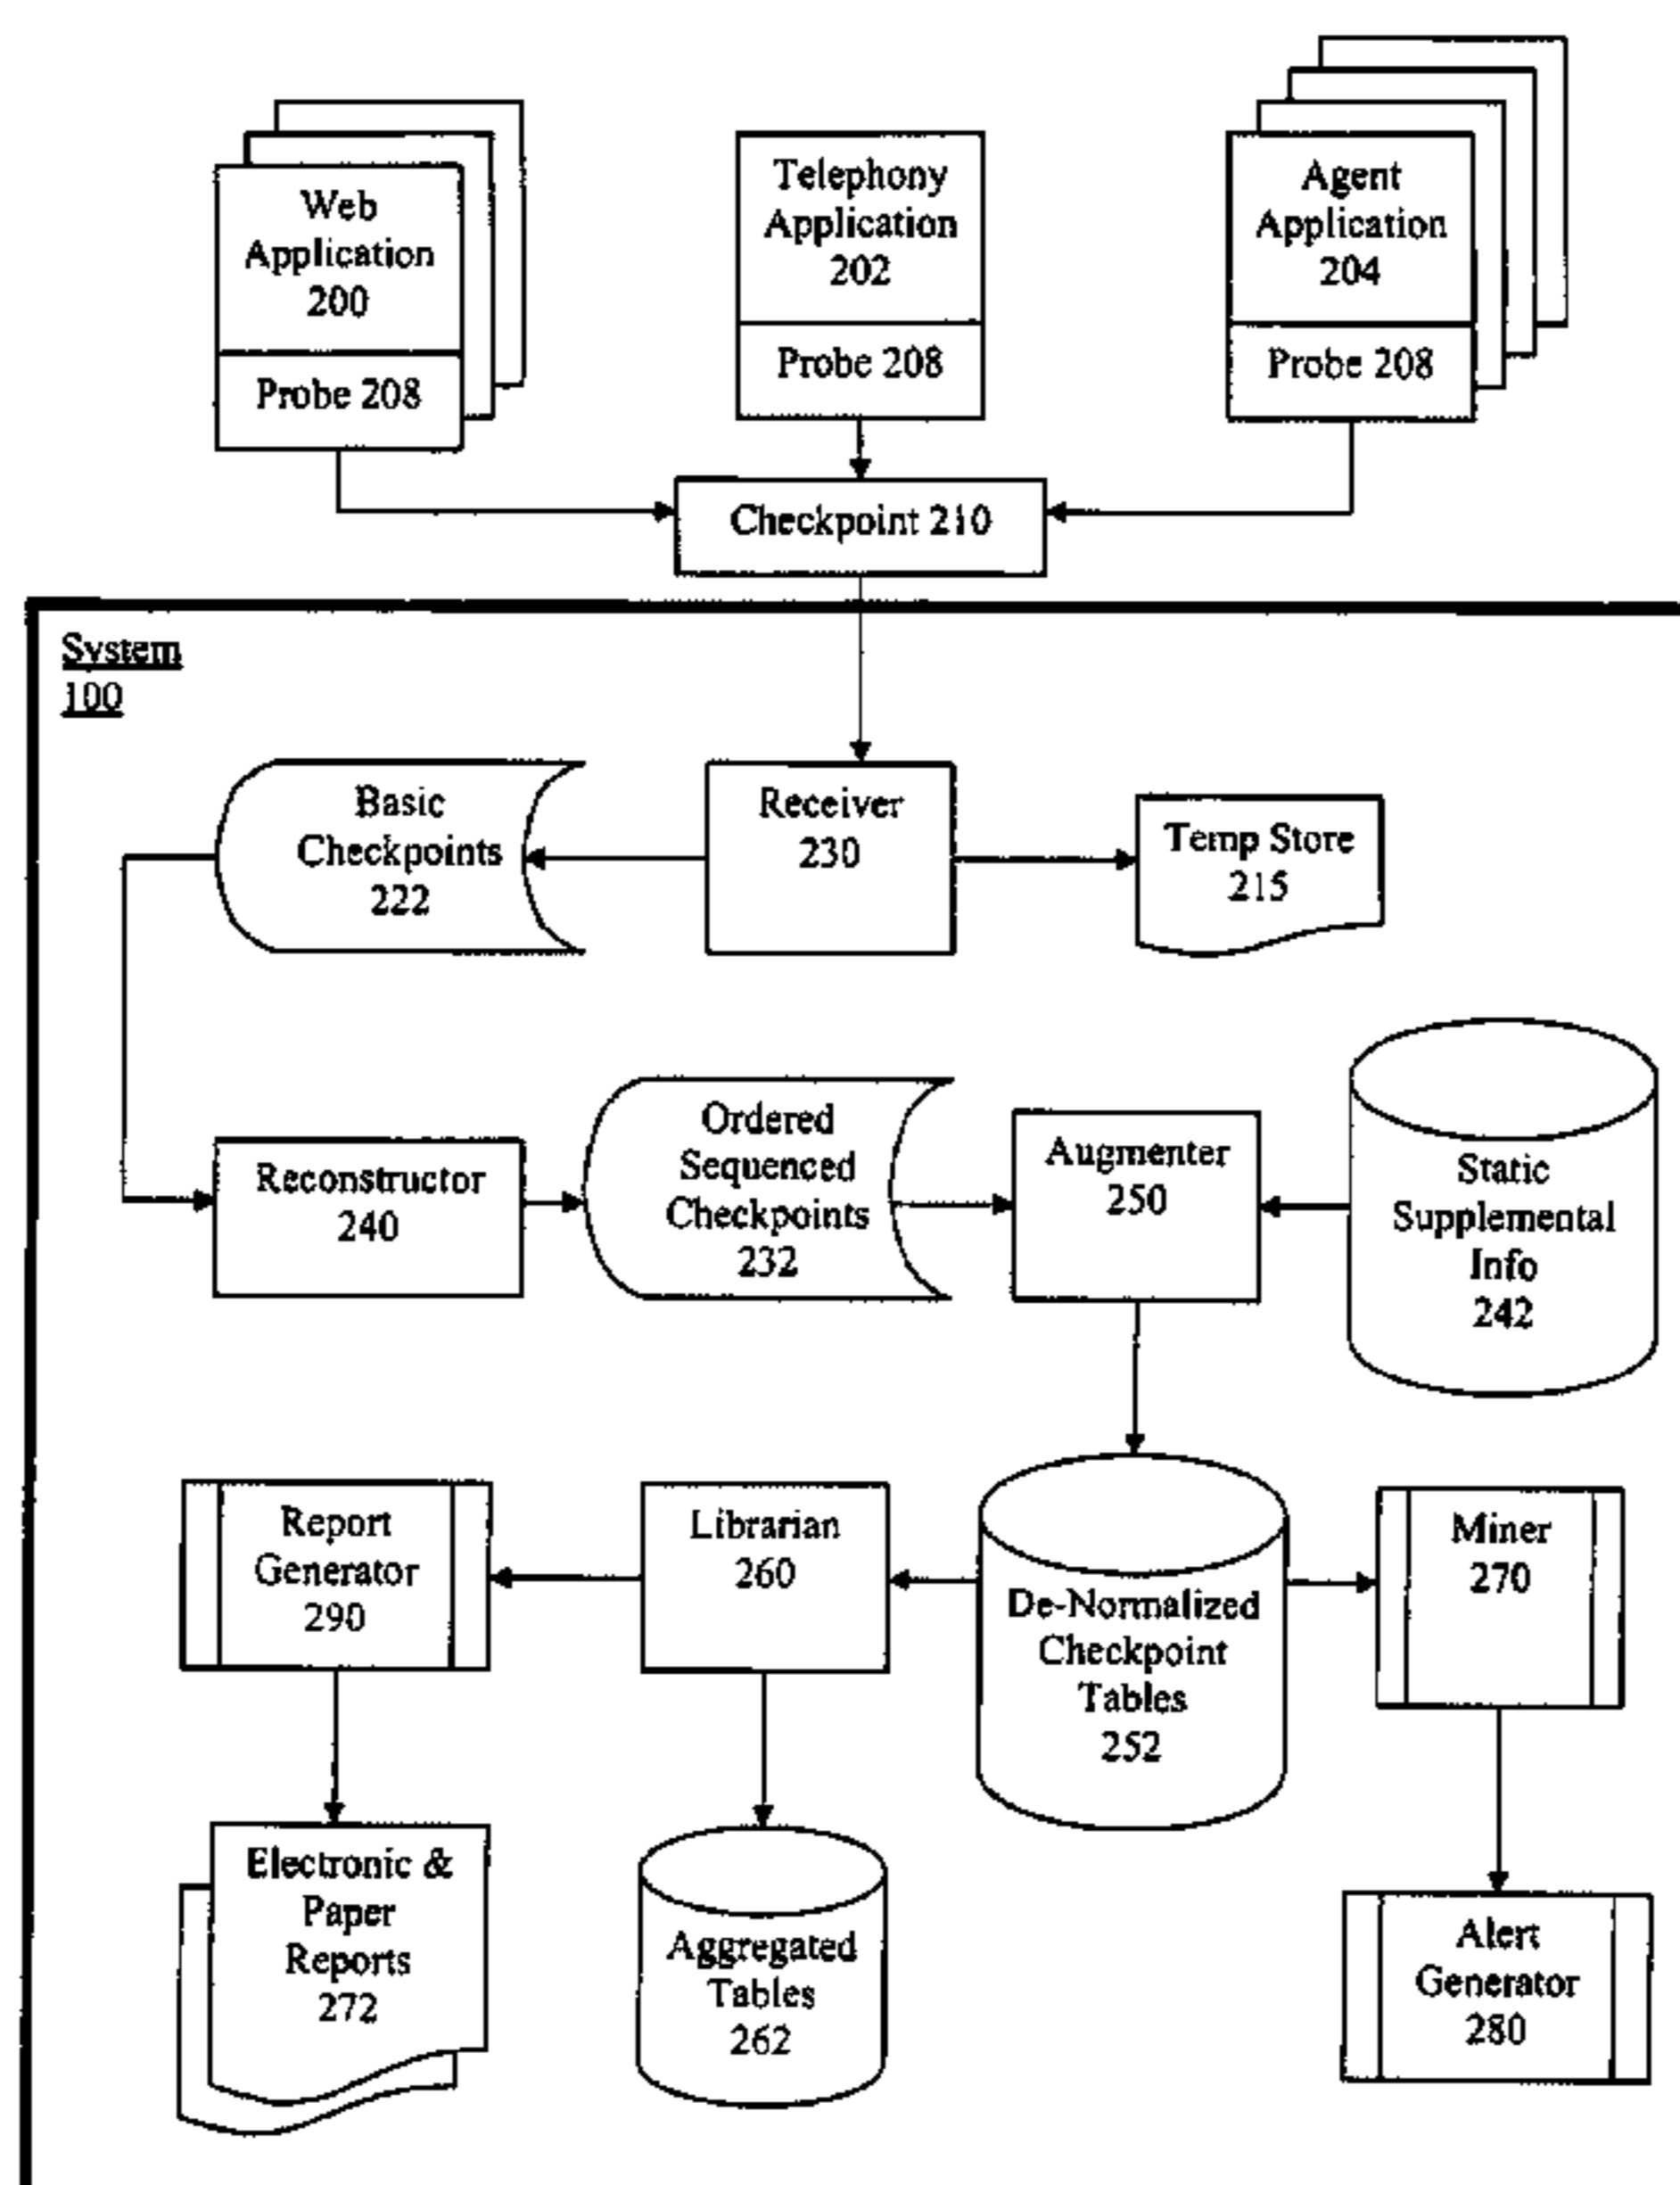 Web
Application
200
Probe 208
Telephony
Application
202
Probe 208
Agent
Application
204
Probe 208
Checkpoint 210
System
100
Basic
Checkpoints
222
Receiver
230
Temp Store
215
Reconstructor
240
Ordered
Sequenced
Checkpoints
232
Augmenter
250
Static
Supplemental
Info
242
Report
Generator
290
Librarian
260
De-Normalized
Checkpoint
Tables
252
Miner
270
Electronic &
Paper
Reports
272
Aggregated
Tables
262
Alert
Generator
280